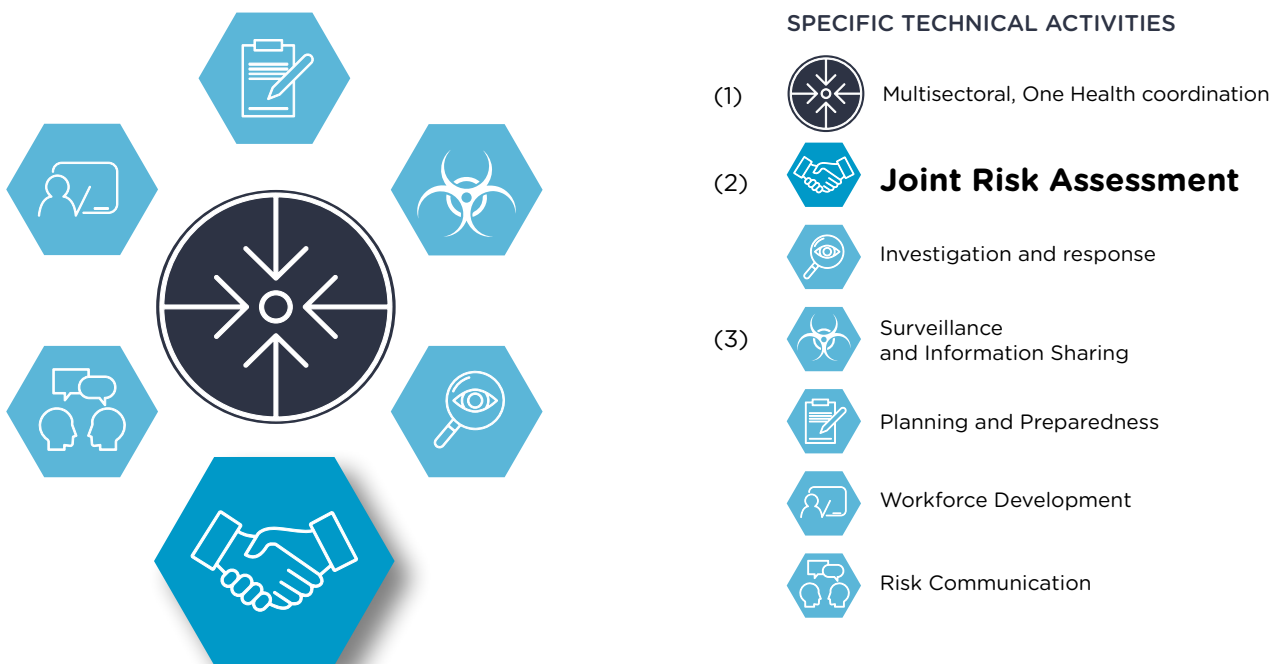 SPECIFIC TECHNICAL ACTIVITIES
(1) Multisectoral, One Health coordination
(2) Joint Risk Assessment
Investigation and response
(3) Surveillance
and Information Sharing
Planning and Preparedness
Workforce Development
Risk Communication